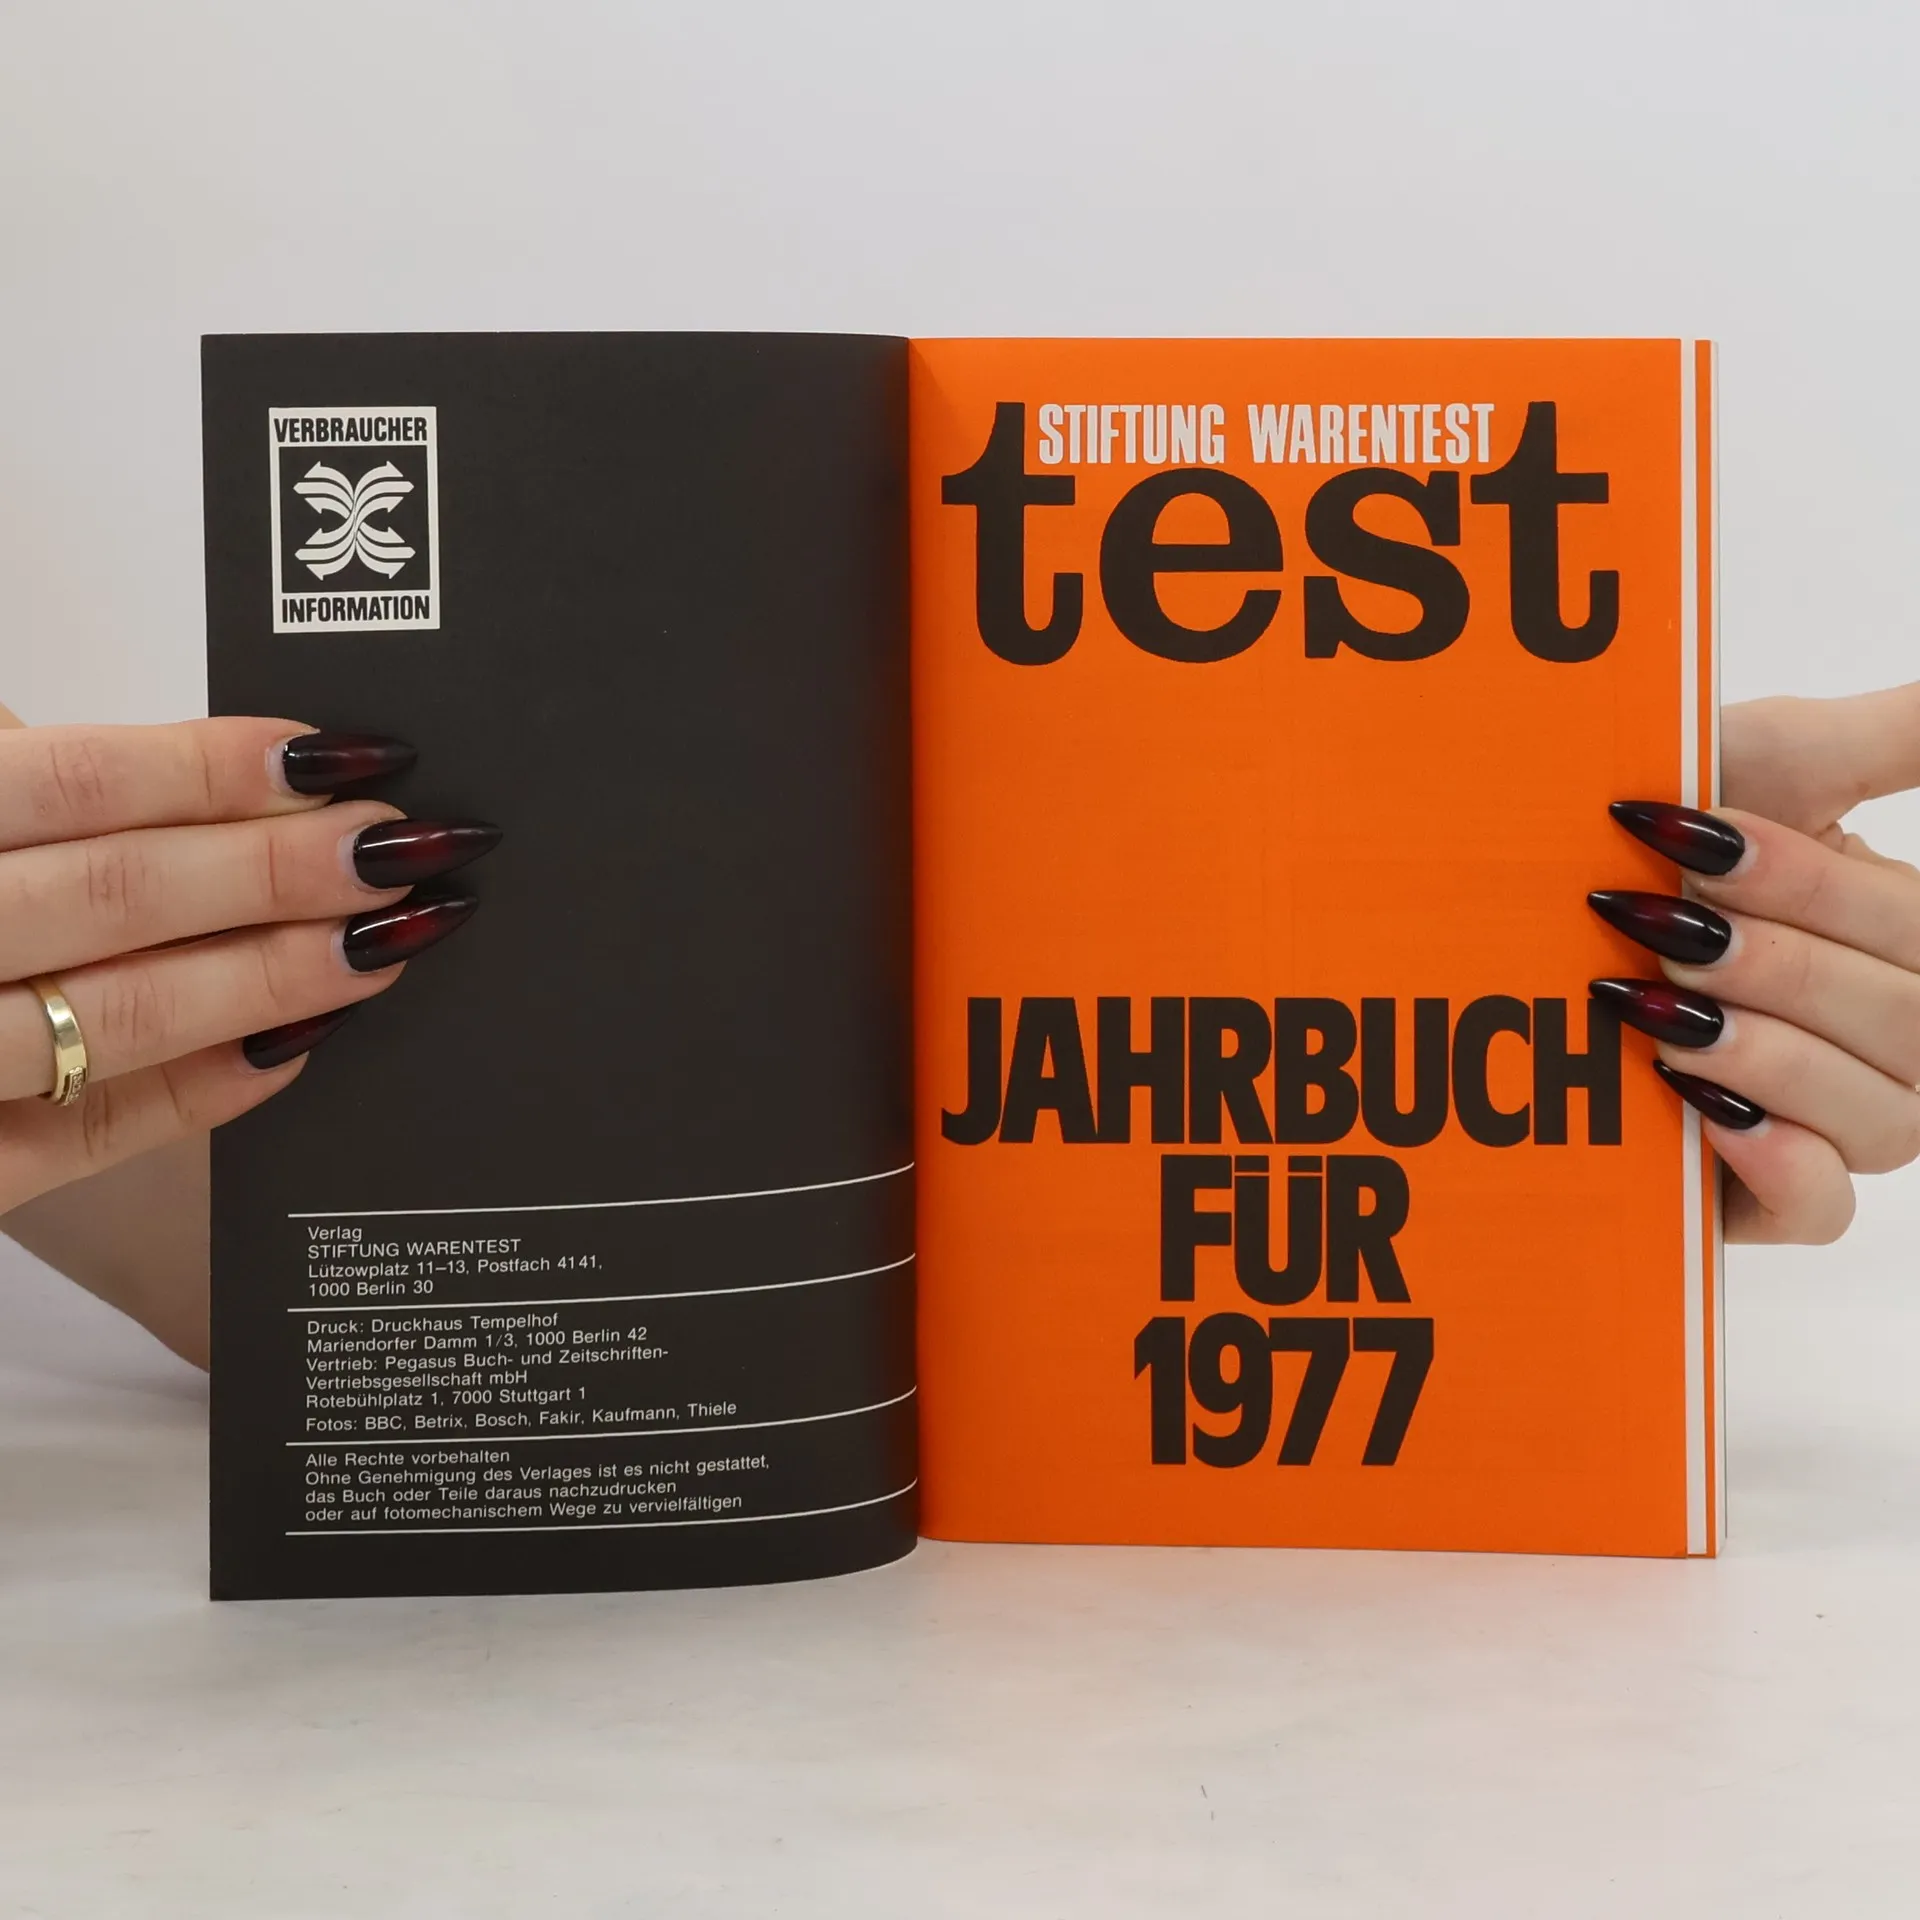 VERBRAUCHER
INFORMATION
Verlag
STIFTUNG WARENTEST
Lützowplatz 11–13, Postfach 4141,
1000 Berlin 30
Druck: Druckhaus Tempelhof
Mariendorfer Damm 1/3, 1000 Berlin 42
Vertrieb: Pegasus Buch- und Zeitschriften-
Vertriebsgesellschaft mbH
Rotebühlplatz 1, 7000 Stuttgart 1
Fotos: BBC, Betrix, Bosch, Fakir, Kaufmann, Thiele
Alle Rechte vorbehalten
Ohne Genehmigung des Verlages ist es nicht gestattet,
das Buch oder Teile daraus nachzudrucken
oder auf fotomechanischem Wege zu vervielfältigen
STIFTUNG WARENTEST
test
JAHRBUCH
FÜR
1977